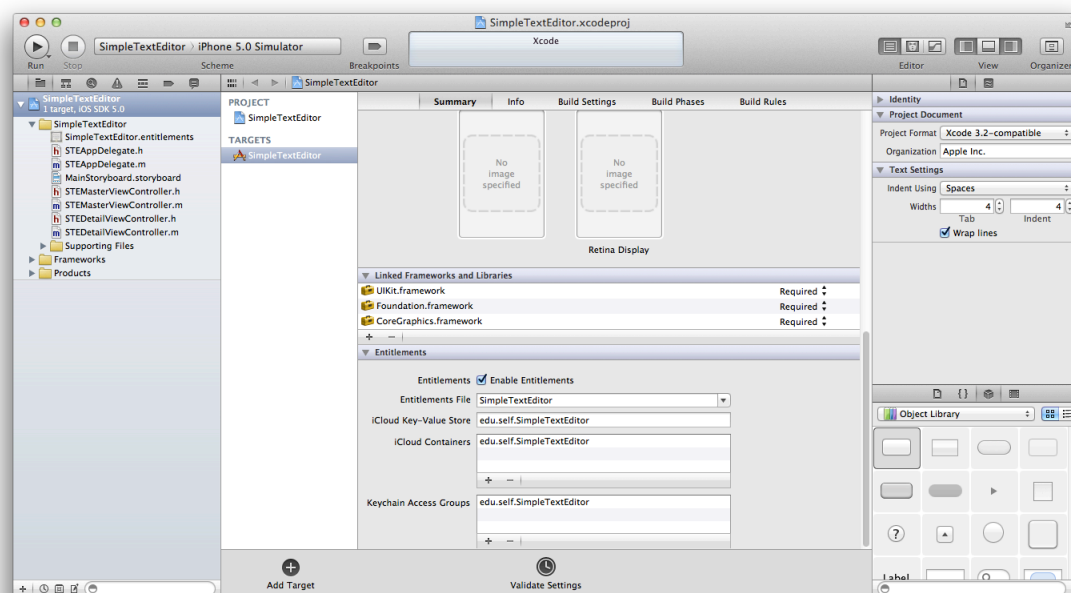 SimpleTextEditor.xcodeproj
Run
Stop
SimpleTextEditor
iPhone 5.0 Simulator
Scheme
Breakpoints
Xcode
Editor
View
Organizer
SimpleTextEditor
SimpleTextEditor
1 target, iOS SDK 5.0
SimpleTextEditor
SimpleTextEditor.entitlements
h STEAppDelegate.h
m STEAppDelegate.m
MainStoryboard.storyboard
h STEMasterViewController.h
m STEMasterViewController.m
h STEDetailViewController.h
m STEDetailViewController.m
Supporting Files
Frameworks
Products
PROJECT
SimpleTextEditor
TARGETS
SimpleTextEditor
Summary
Info
Build Settings
Build Phases
Build Rules
No
image
specified
No
image
specified
Retina Display
Linked Frameworks and Libraries
UIKit.framework Required
Foundation.framework Required
CoreGraphics.framework Required
+ −
Entitlements
Entitlements Enable Entitlements
Entitlements File SimpleTextEditor
iCloud Key-Value Store edu.self.SimpleTextEditor
iCloud Containers edu.self.SimpleTextEditor
+ −
Keychain Access Groups edu.self.SimpleTextEditor
+ −
Add Target
Validate Settings
Identity
Project Document
Project Format Xcode 3.2-compatible
Organization Apple Inc.
Text Settings
Indent Using Spaces
Widths 4 4
Tab Indent
Wrap lines
{}
Object Library
?
Label